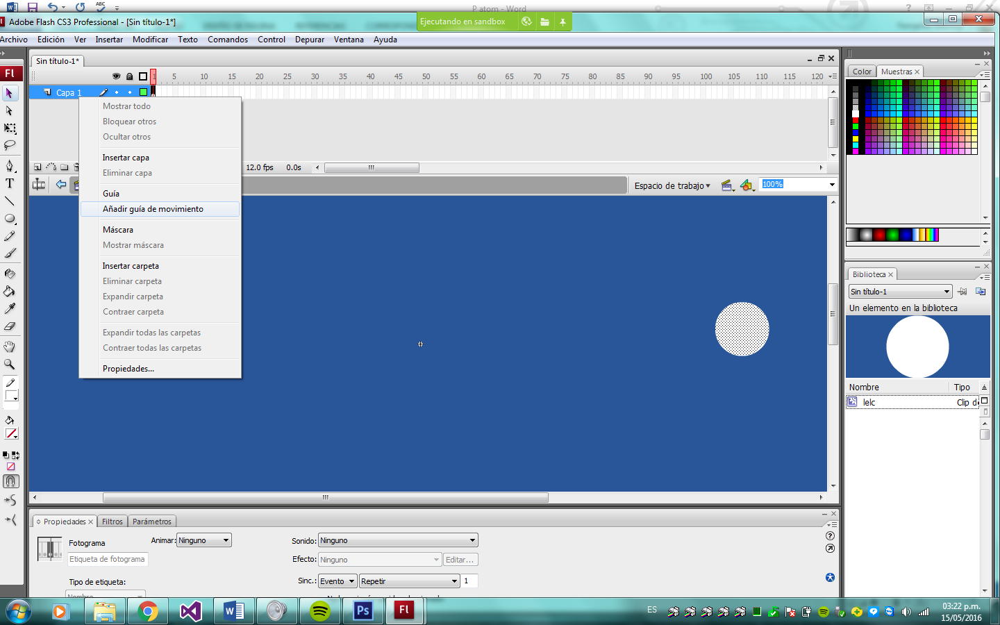 P atom - Word
Adobe Flash CS3 Professional - [Sin título-1*]
Ejecutando en sandbox
Archivo Edición Ver Insertar Modificar Texto Comandos Control Depurar Ventana Ayuda
Sin título-1*
1 5 10 15 20 25 30 35 40 45 50 55 60 65 70 75 80 85 90 95 100 105 110 115 120
Capa 1
Mostrar todo
Bloquear otros
Ocultar otros
Insertar capa
Eliminar capa
Guía
Añadir guía de movimiento
Máscara
Mostrar máscara
Insertar carpeta
Eliminar carpeta
Expandir carpeta
Contraer carpeta
Expandir todas las carpetas
Contraer todas las carpetas
Propiedades...
12.0 fps 0.0s
Espacio de trabajo
100%
Fl
T
Color Muestras
Biblioteca
Sin título-1
Un elemento en la biblioteca
Nombre Tipo
lelc Clip d
Propiedades Filtros Parámetros
Fotograma
Etiqueta de fotograma
Tipo de etiqueta:
Nombre
Animar: Ninguno
Sonido: Ninguno
Efecto: Ninguno Editar...
Sinc.: Evento Repetir 1
W Ps Fl
ES
03:22 p.m.
15/05/2016